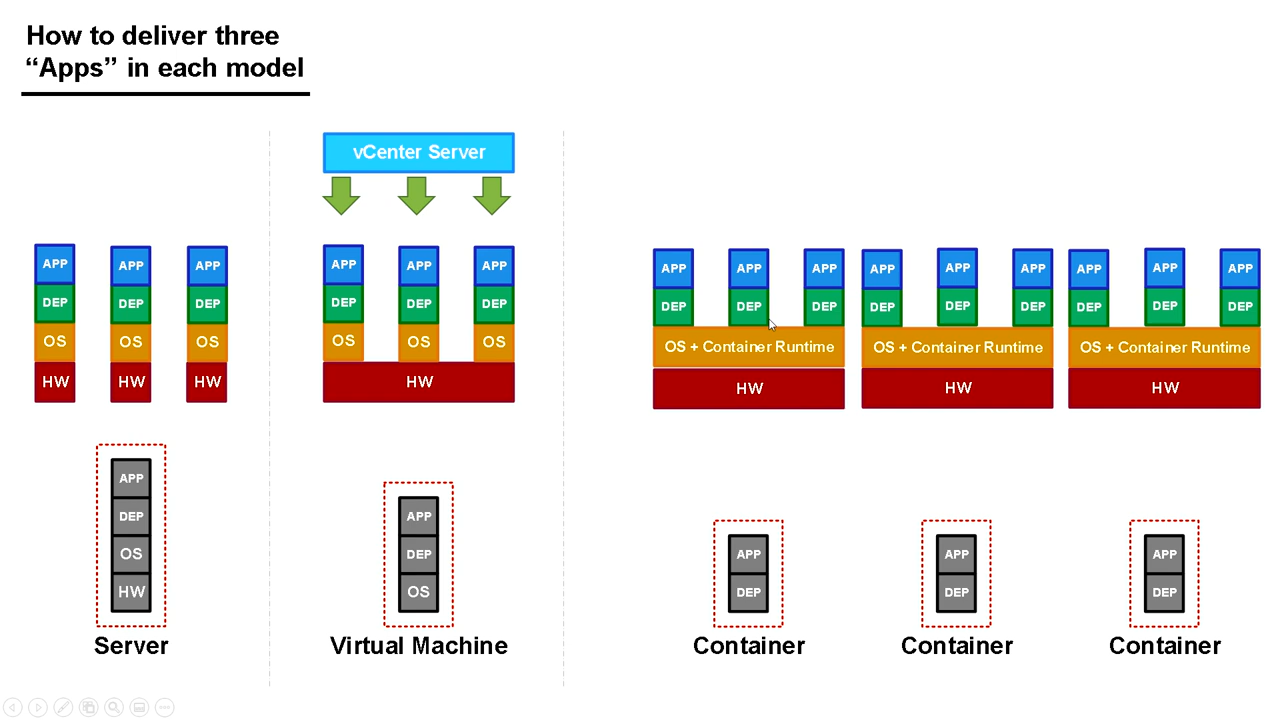 How to deliver three
“Apps” in each model
vCenter Server
APP APP APP
DEP DEP DEP
OS OS OS
HW HW HW
APP
DEP
OS
HW
Server
APP APP APP
DEP DEP DEP
OS OS OS
HW
APP
DEP
OS
Virtual Machine
APP APP APP
DEP DEP DEP
OS + Container Runtime
HW
APP
DEP
Container
APP APP APP
DEP DEP DEP
OS + Container Runtime
HW
APP
DEP
Container
APP APP APP
DEP DEP DEP
OS + Container Runtime
HW
APP
DEP
Container